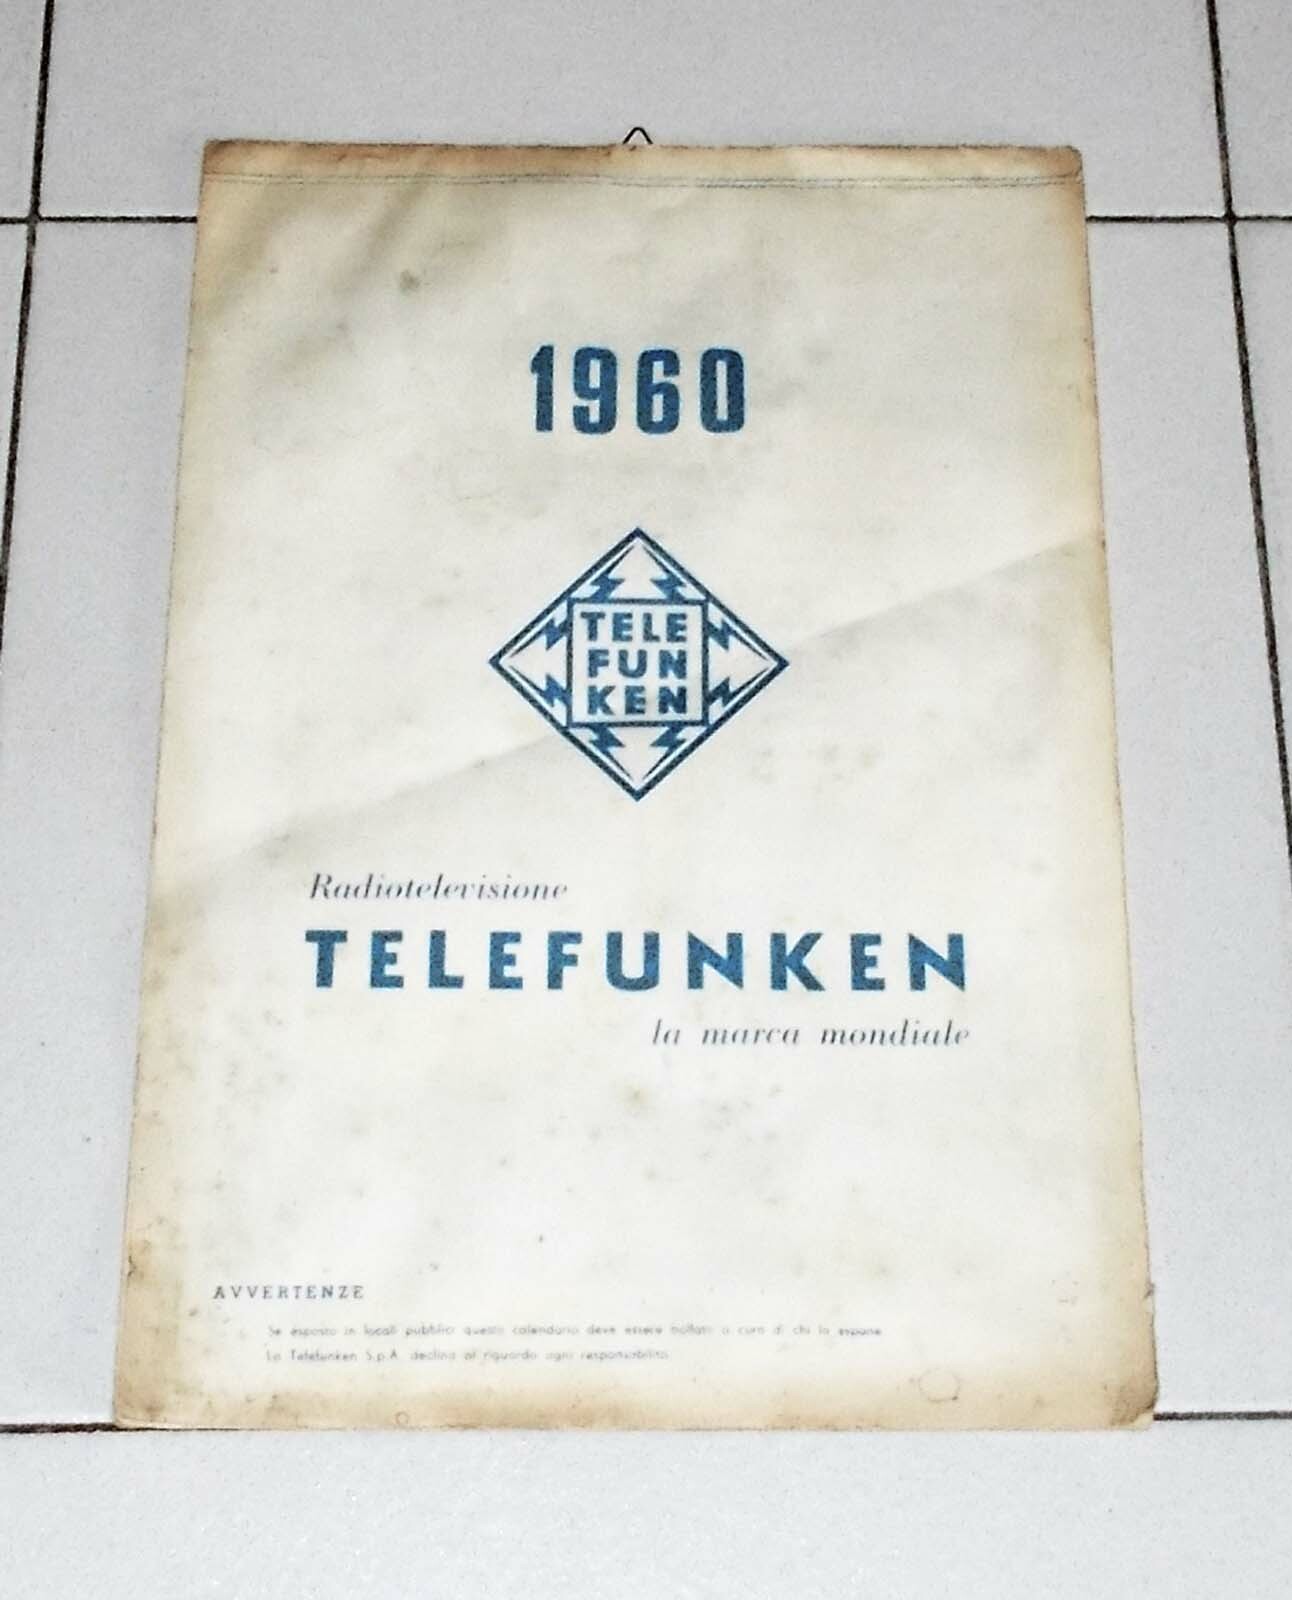 1960
TELE
FUN
KEN
Radiotelevisione
TELEFUNKEN
la marca mondiale
AVVERTENZE
Se esposto in locali pubblici questo calendario deve essere bollato a cura di chi lo espone
La Telefunken S.p.A. declina al riguardo ogni responsabilità